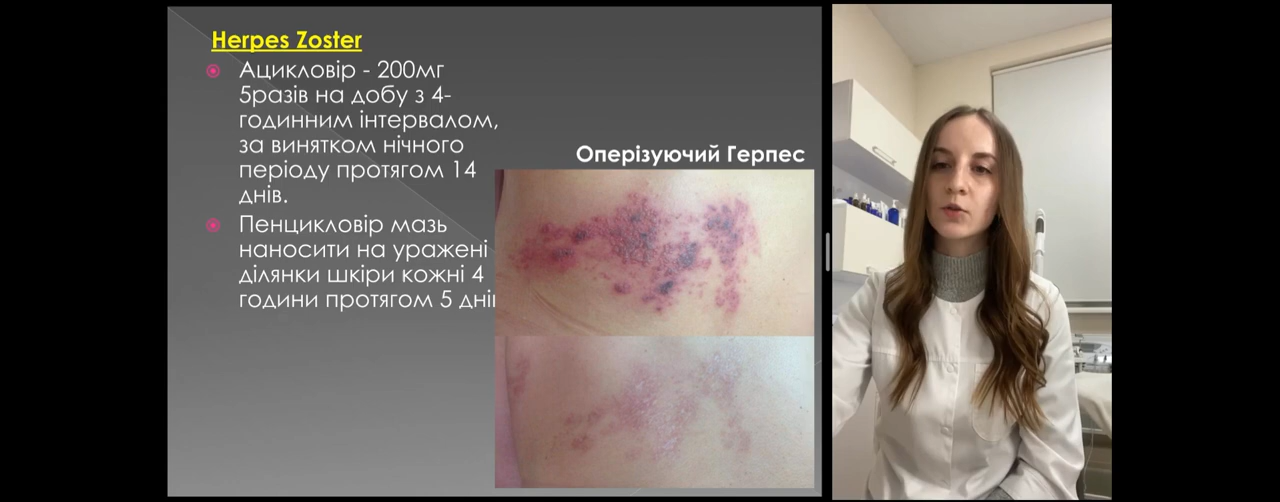 Herpes Zoster
Ацикловір - 200мг
5разів на добу з 4-
годинним інтервалом,
за винятком нічного
періоду протягом 14
днів.
Пенцикловір мазь
наносити на уражені
ділянки шкіри кожні 4
години протягом 5
Оперізуючий Герпес